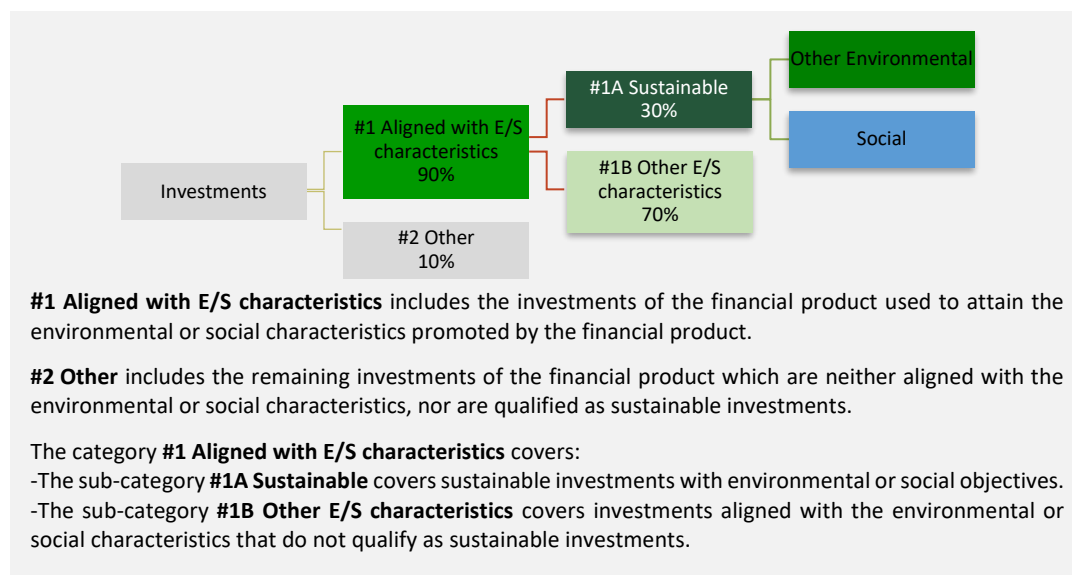 Other Environmental
#1A Sustainable
30%
#1 Aligned with E/S
characteristics
90%
Social
#1B Other E/S
characteristics
70%
Investments
#2 Other
10%
#1 Aligned with E/S characteristics includes the investments of the financial product used to attain the
environmental or social characteristics promoted by the financial product.
#2 Other includes the remaining investments of the financial product which are neither aligned with the
environmental or social characteristics, nor are qualified as sustainable investments.
The category #1 Aligned with E/S characteristics covers:
-The sub-category #1A Sustainable covers sustainable investments with environmental or social objectives.
-The sub-category #1B Other E/S characteristics covers investments aligned with the environmental or
social characteristics that do not qualify as sustainable investments.